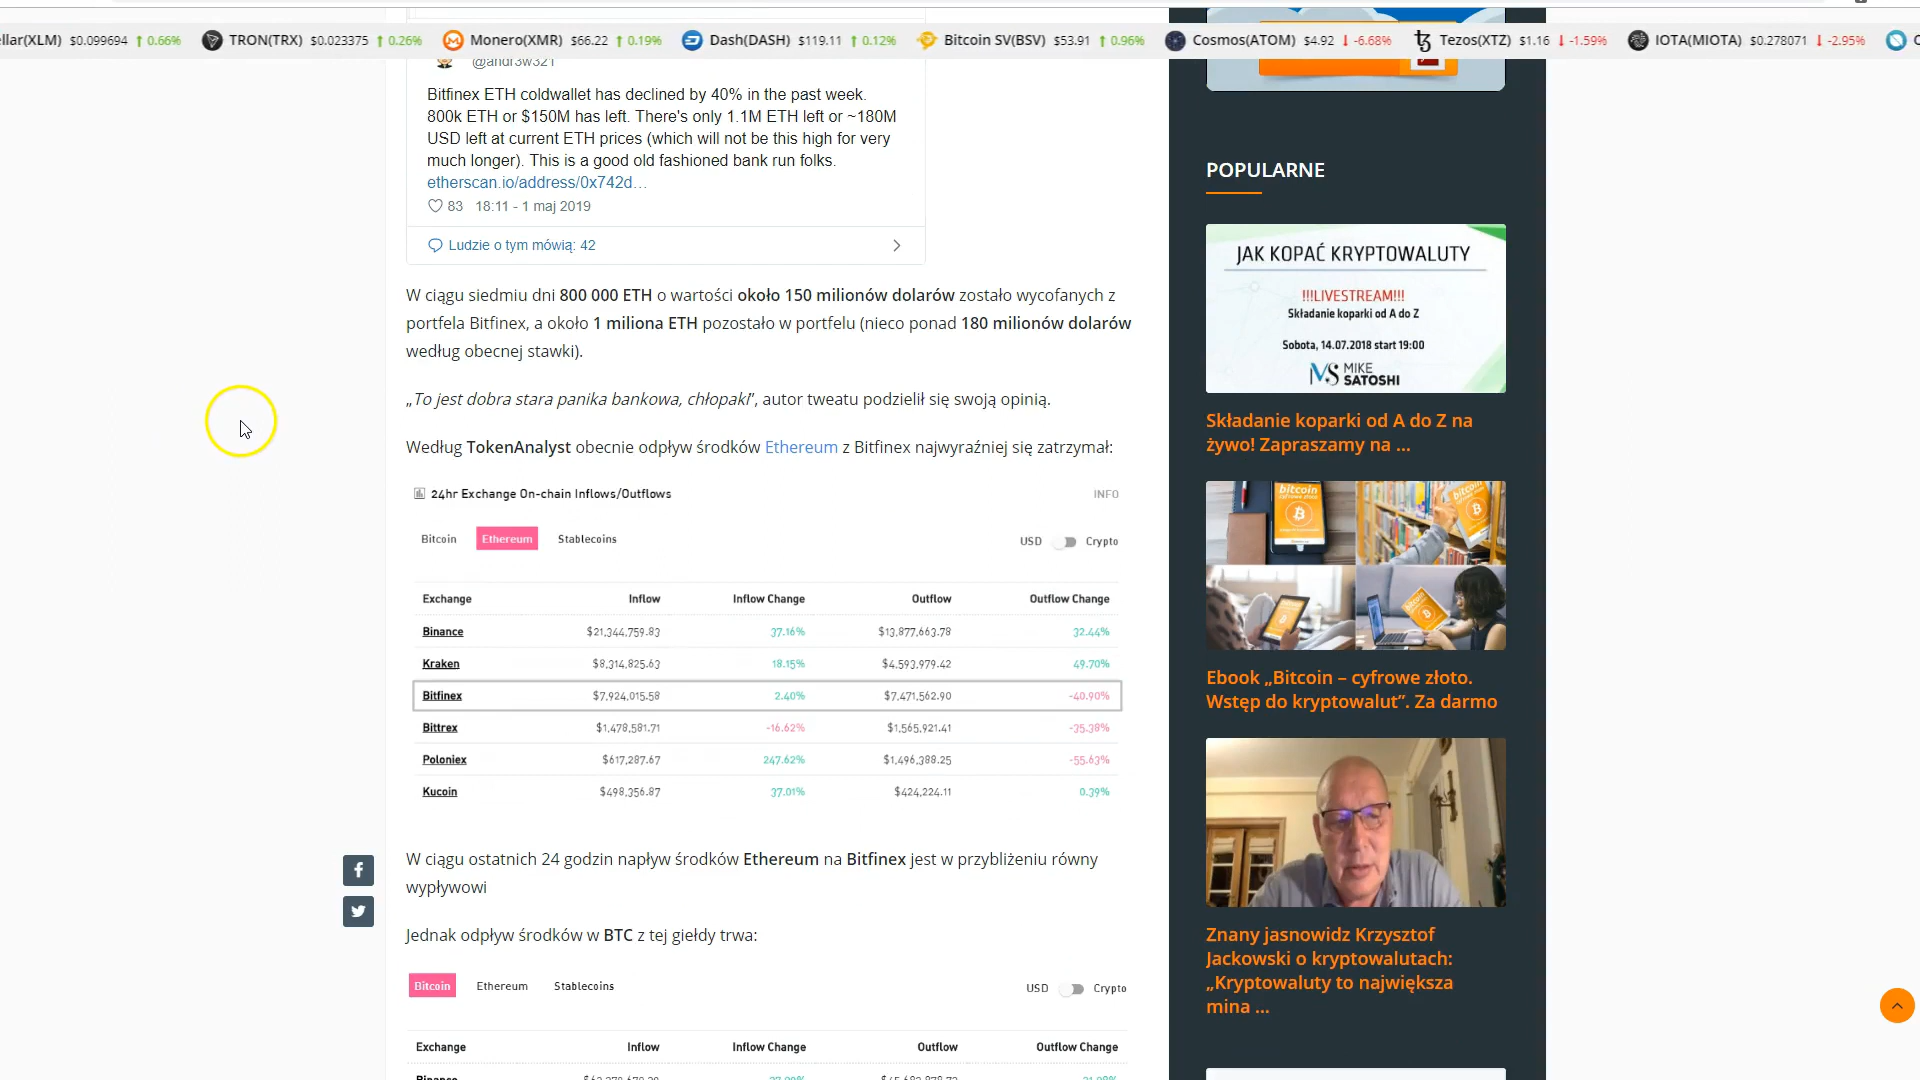 llar(XLM) $0.099694 ↑ 0.66% TRON(TRX) $0.023375 ↑ 0.26% Monero(XMR) $66.22 ↑ 0.19% Dash(DASH) $119.11 ↑ 0.12% Bitcoin SV(BSV) $53.91 ↑ 0.96% Cosmos(ATOM) $4.92 ↓ -6.68% Tezos(XTZ) $1.16 ↓ -1.59% IOTA(MIOTA) $0.278071 ↓ -2.95%
@andr3w321
Bitfinex ETH coldwallet has declined by 40% in the past week.
800k ETH or $150M has left. There's only 1.1M ETH left or ~180M
USD left at current ETH prices (which will not be this high for very
much longer). This is a good old fashioned bank run folks.
etherscan.io/address/0x742d…
83 18:11 - 1 maj 2019
Ludzie o tym mówią: 42
W ciągu siedmiu dni 800 000 ETH o wartości około 150 milionów dolarów zostało wycofanych z
portfela Bitfinex, a około 1 miliona ETH pozostało w portfelu (nieco ponad 180 milionów dolarów
według obecnej stawki).
„To jest dobra stara panika bankowa, chłopaki”, autor tweatu podzielił się swoją opinią.
Według TokenAnalyst obecnie odpływ środków Ethereum z Bitfinex najwyraźniej się zatrzymał:
24hr Exchange On-chain Inflows/Outflows INFO
Bitcoin Ethereum Stablecoins USD Crypto
Exchange Inflow Inflow Change Outflow Outflow Change
Binance $21,344,759.83 37.16% $13,877,663.78 32.44%
Kraken $8,314,825.63 18.15% $4,593,979.42 49.70%
Bitfinex $7,924,015.58 2.40% $7,471,562.90 -40.90%
Bittrex $1,478,581.71 -16.62% $1,565,921.41 -35.38%
Poloniex $617,287.67 247.62% $1,496,388.25 -55.63%
Kucoin $498,356.87 37.01% $424,224.11 0.39%
W ciągu ostatnich 24 godzin napływ środków Ethereum na Bitfinex jest w przybliżeniu równy
wypływowi
Jednak odpływ środków w BTC z tej giełdy trwa:
Bitcoin Ethereum Stablecoins USD Crypto
Exchange Inflow Inflow Change Outflow Outflow Change
POPULARNE
JAK KOPAĆ KRYPTOWALUTY
!!!LIVESTREAM!!!
Składanie koparki od A do Z
Sobota, 14.07.2018 start 19:00
MS MIKE
SATOSHI
Składanie koparki od A do Z na
żywo! Zapraszamy na ...
bitcoin
bitcoin
bitcoin
Ebook „Bitcoin – cyfrowe złoto.
Wstęp do kryptowalut”. Za darmo
Znany jasnowidz Krzysztof
Jackowski o kryptowalutach:
„Kryptowaluty to największa
mina ...